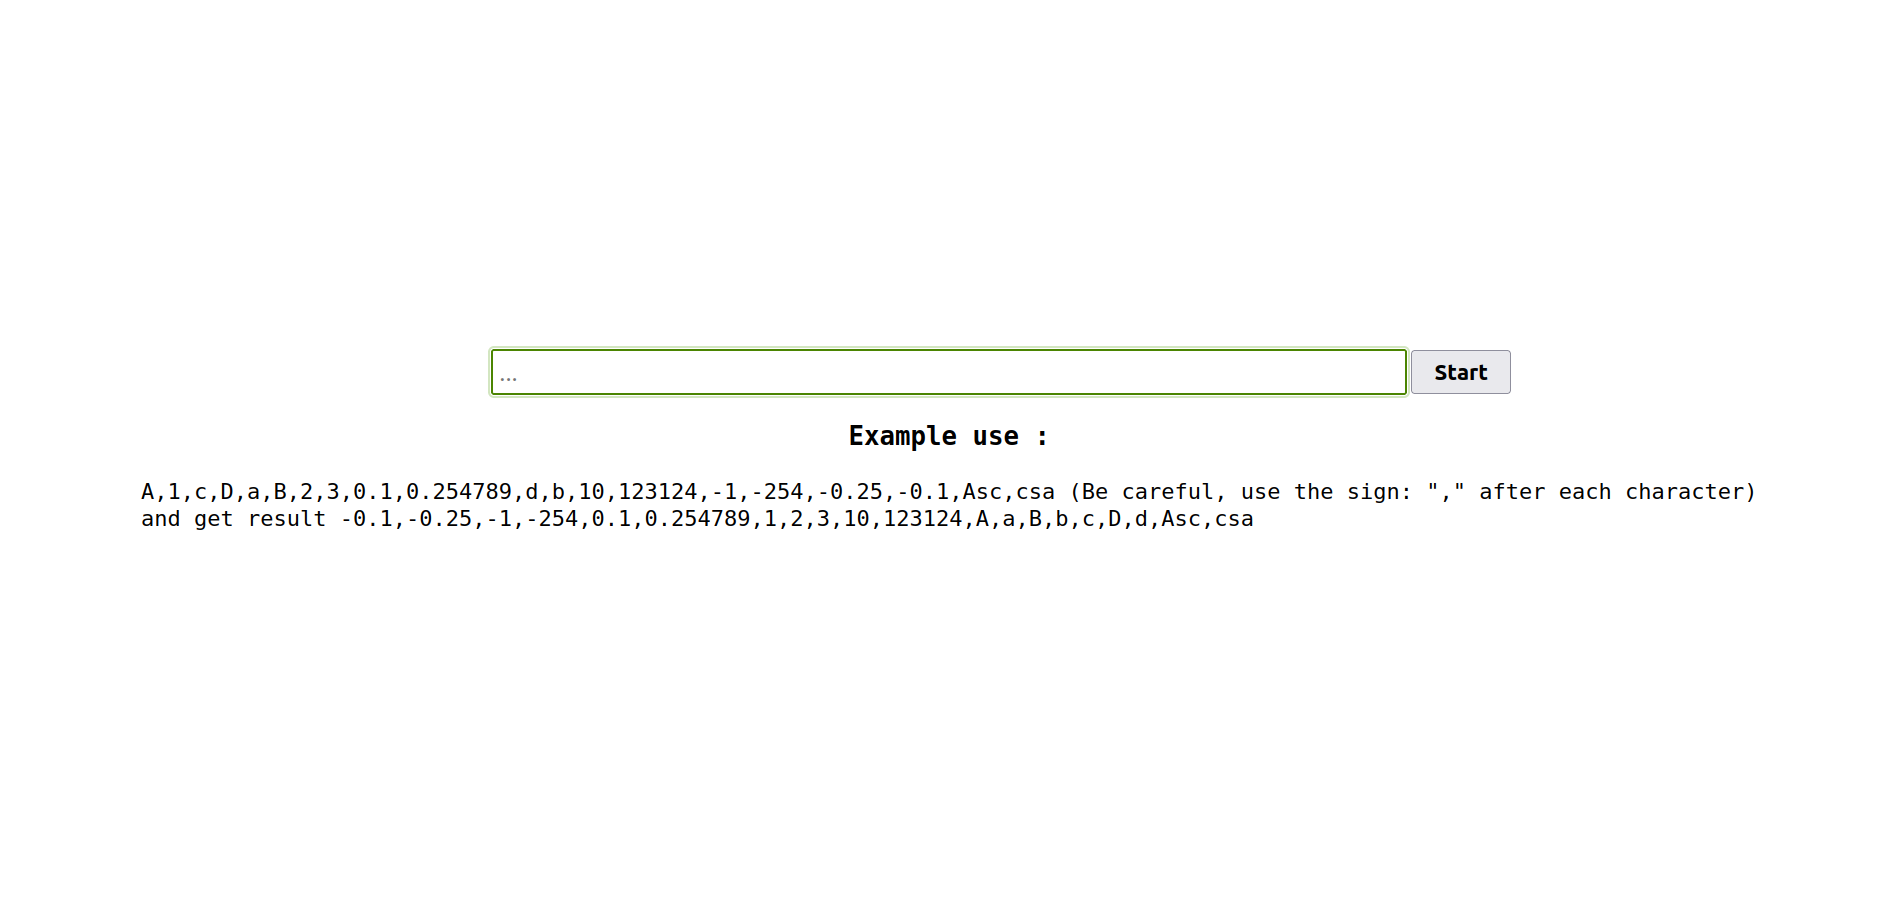 ...
Start
Example use :
A,1,c,D,a,B,2,3,0.1,0.254789,d,b,10,123124,-1,-254,-0.25,-0.1,Asc,csa (Be careful, use the sign: "," after each character)
and get result -0.1,-0.25,-1,-254,0.1,0.254789,1,2,3,10,123124,A,a,B,b,c,D,d,Asc,csa